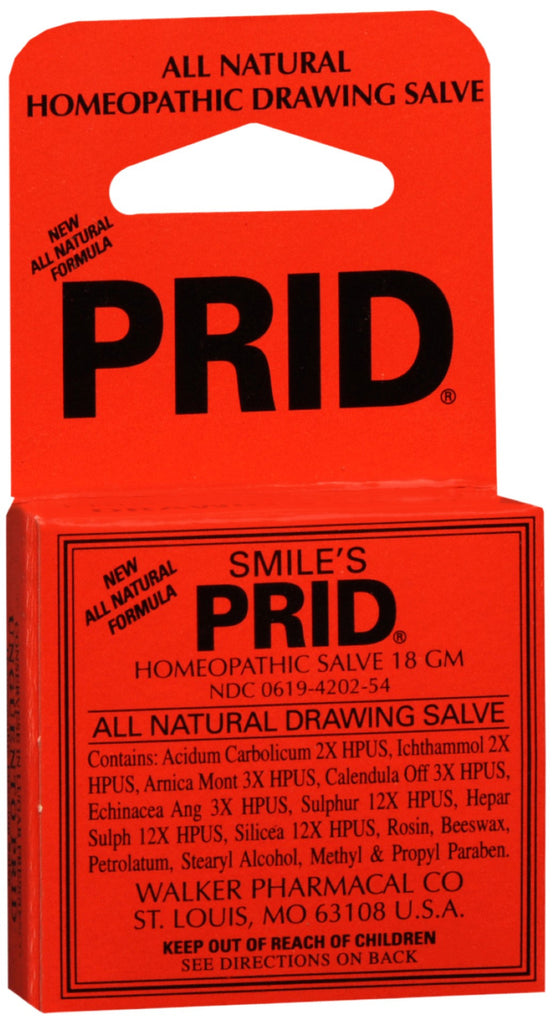 ALL NATURAL
HOMEOPATHIC DRAWING SALVE
NEW
ALL NATURAL
FORMULA
PRID®
NEW
ALL NATURAL
FORMULA
SMILE'S
PRID®
HOMEOPATHIC SALVE 18 GM
NDC 0619-4202-54
ALL NATURAL DRAWING SALVE
Contains: Acidum Carbolicum 2X HPUS, Ichthammol 2X
HPUS, Arnica Mont 3X HPUS, Calendula Off 3X HPUS,
Echinacea Ang 3X HPUS, Sulphur 12X HPUS, Hepar
Sulph 12X HPUS, Silicea 12X HPUS, Rosin, Beeswax,
Petrolatum, Stearyl Alcohol, Methyl & Propyl Paraben.
WALKER PHARMACAL CO
ST. LOUIS, MO 63108 U.S.A.
KEEP OUT OF REACH OF CHILDREN
SEE DIRECTIONS ON BACK